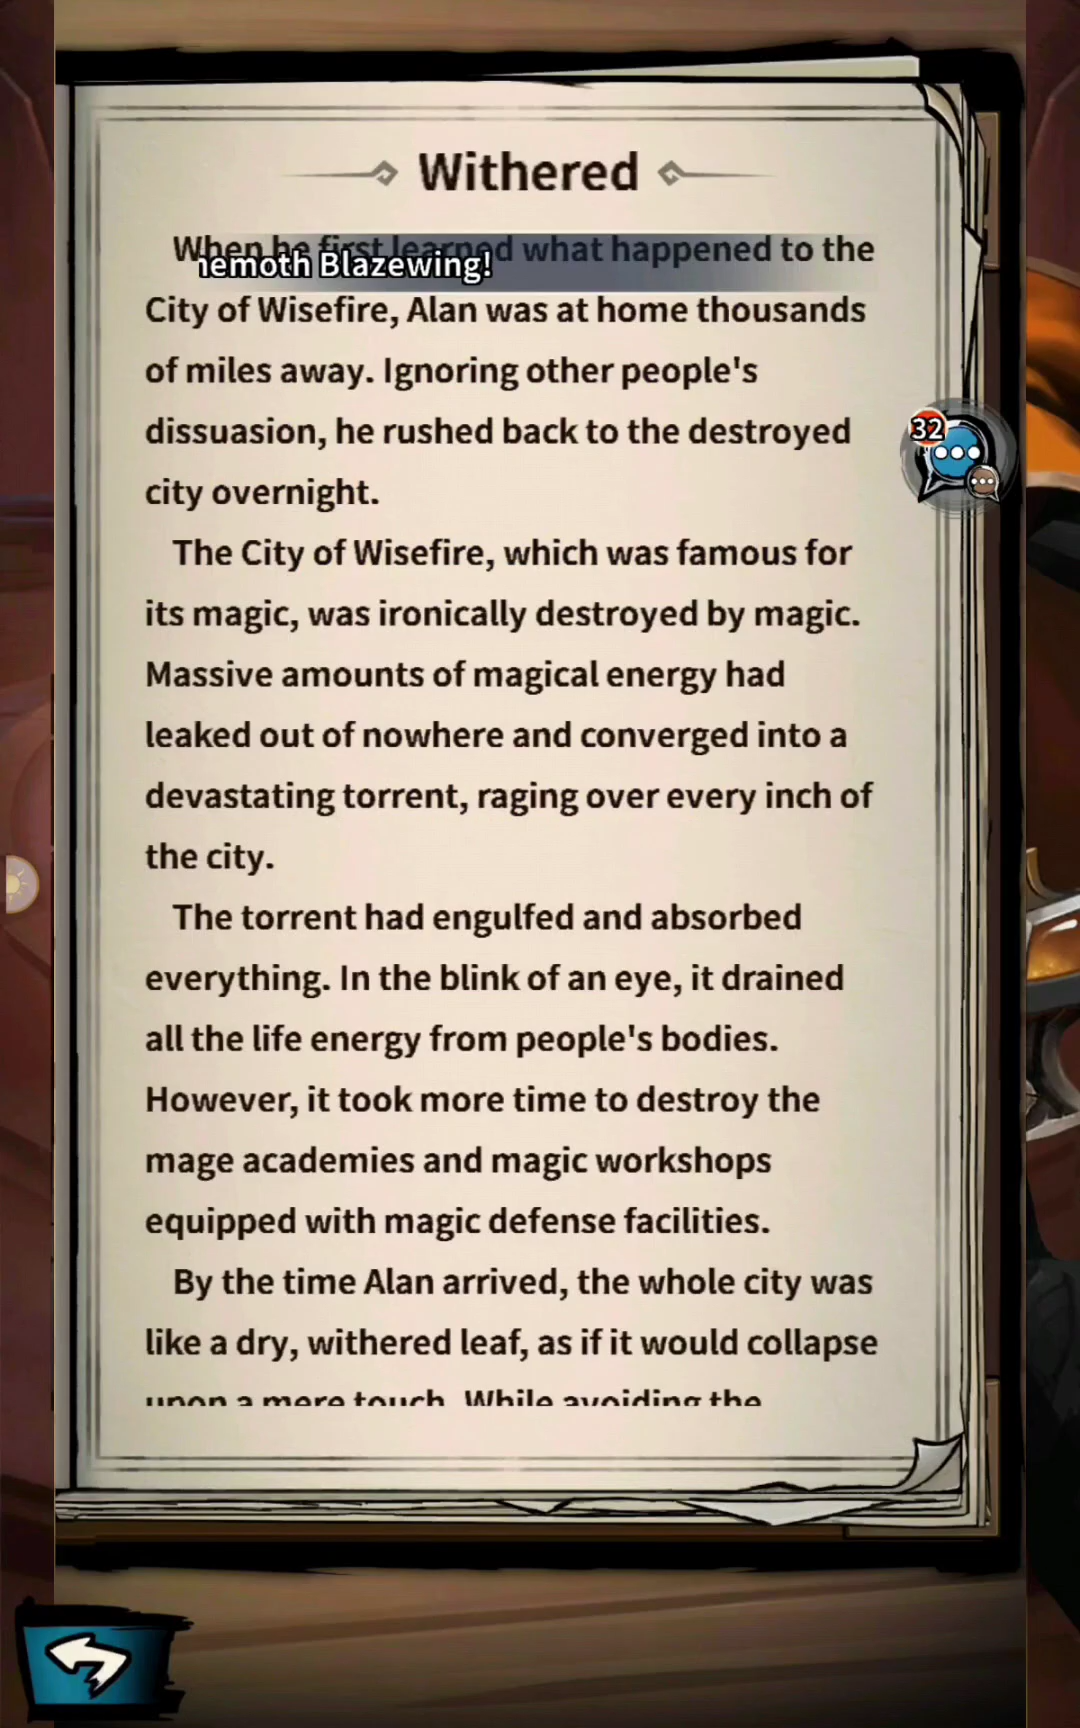 Withered
When he first learned what happened to the
Blazewing!
City of Wisefire, Alan was at home thousands
of miles away. Ignoring other people's
dissuasion, he rushed back to the destroyed
city overnight.
The City of Wisefire, which was famous for
its magic, was ironically destroyed by magic.
Massive amounts of magical energy had
leaked out of nowhere and converged into a
devastating torrent, raging over every inch of
the city.
The torrent had engulfed and absorbed
everything. In the blink of an eye, it drained
all the life energy from people's bodies.
However, it took more time to destroy the
mage academies and magic workshops
equipped with magic defense facilities.
By the time Alan arrived, the whole city was
like a dry, withered leaf, as if it would collapse
upon a mere touch. While avoiding the
32